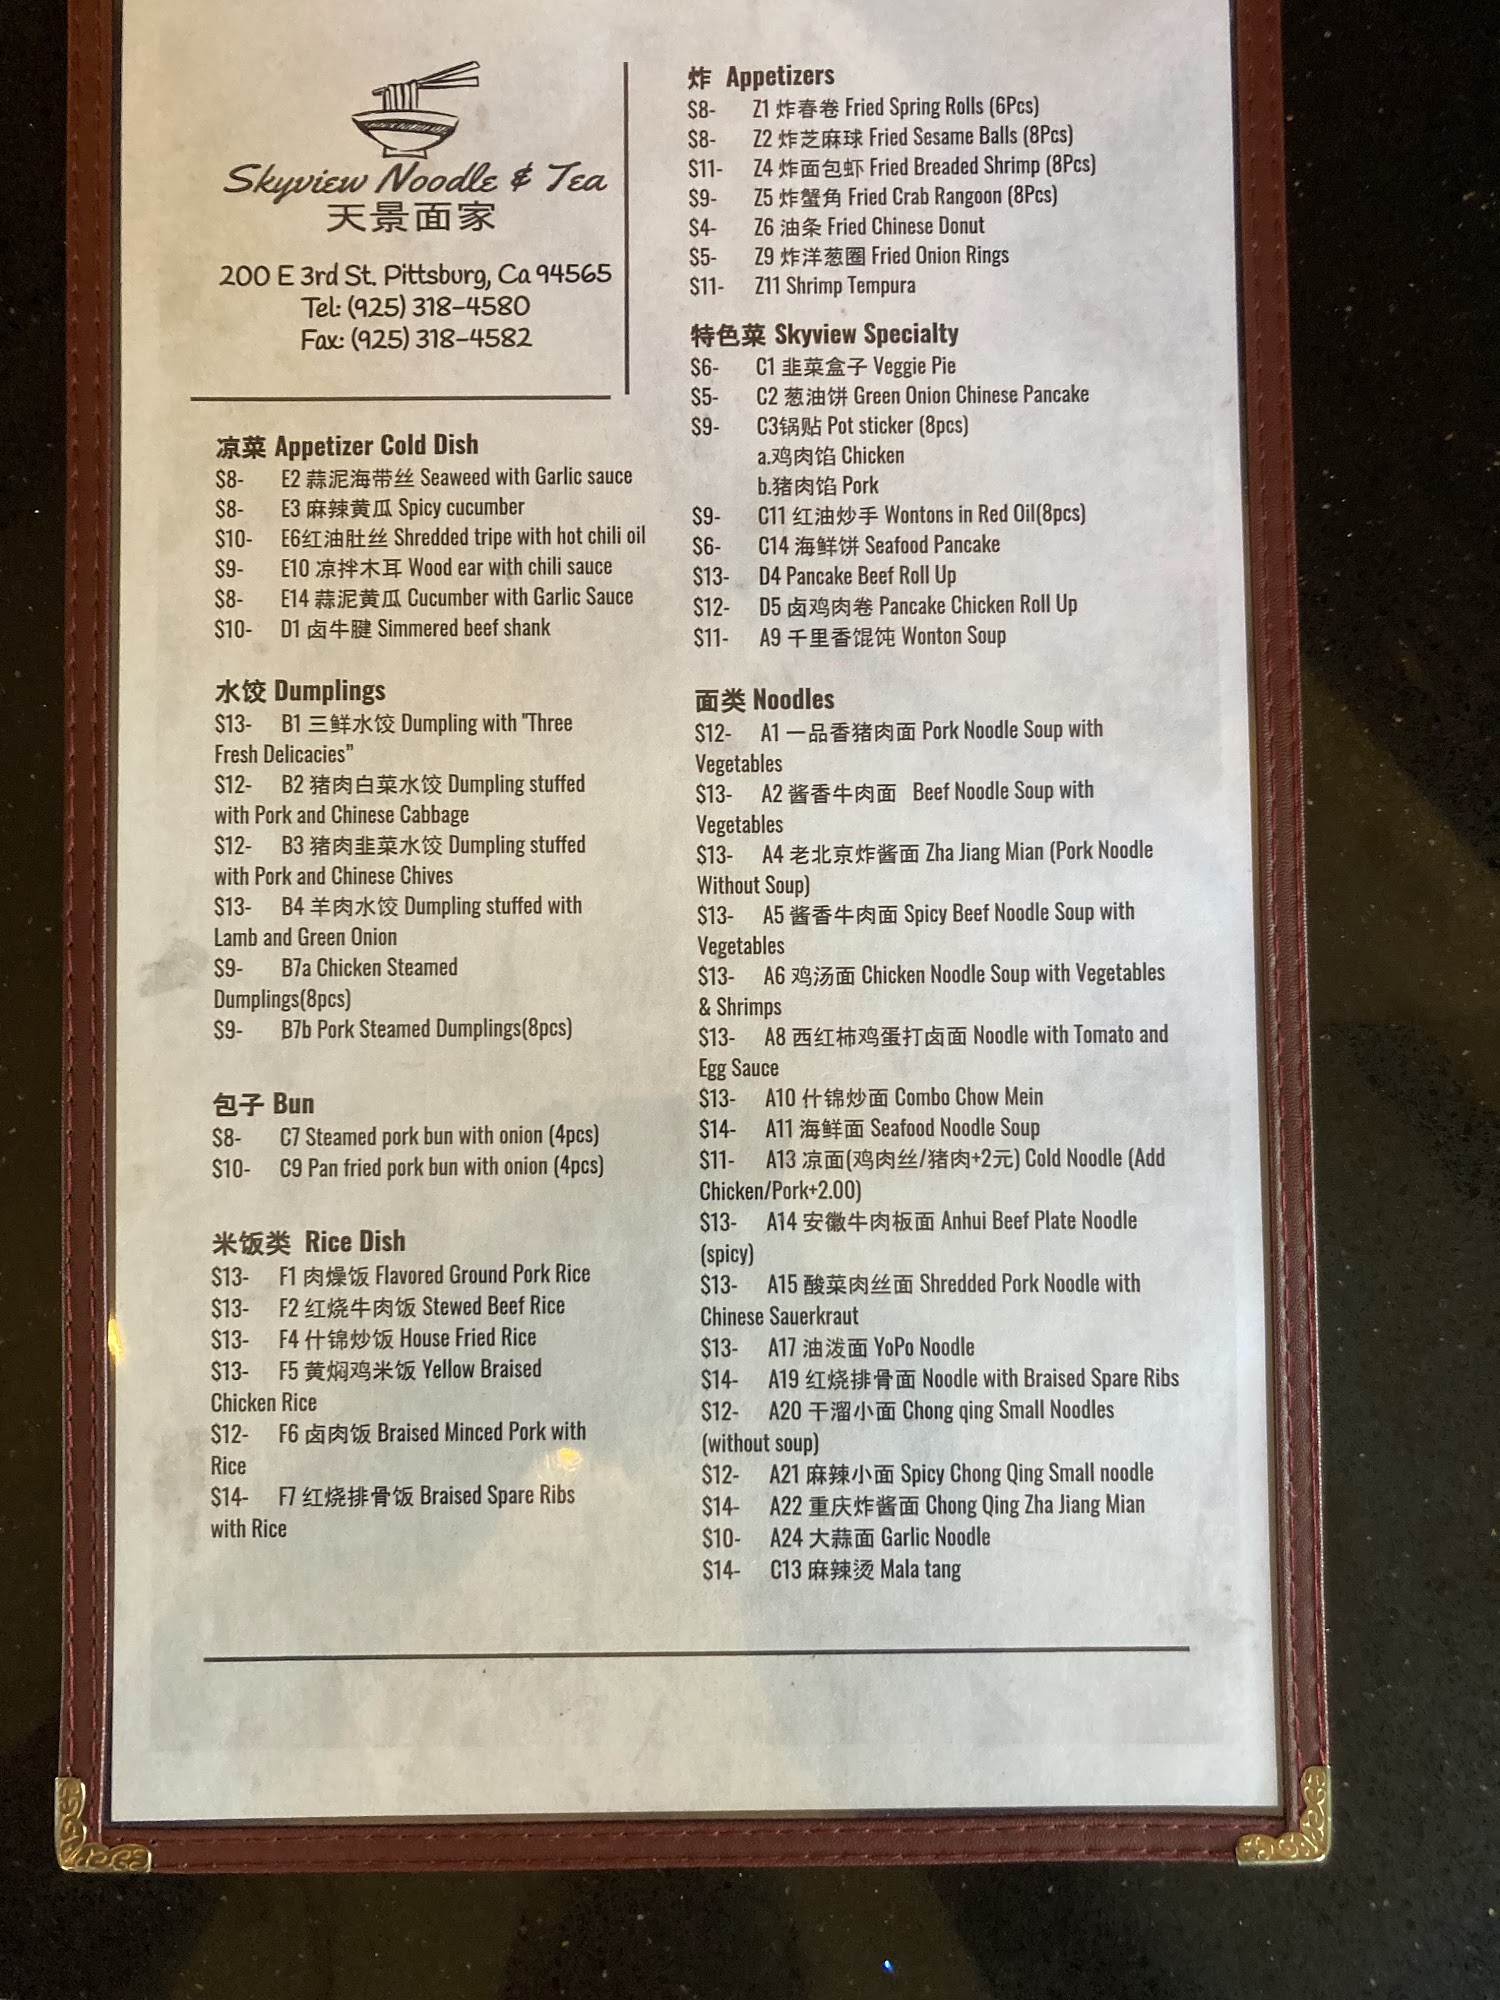 Skyview Noodle & Tea
天景面家
200 E 3rd St. Pittsburg, Ca 94565
Tel: (925) 318-4580
Fax: (925) 318-4582
凉菜 Appetizer Cold Dish
$8- E2 蒜泥海带丝 Seaweed with Garlic sauce
$8- E3 麻辣黄瓜 Spicy cucumber
$10- E6红油肚丝 Shredded tripe with hot chili oil
$9- E10 凉拌木耳 Wood ear with chili sauce
$8- E14 蒜泥黄瓜 Cucumber with Garlic Sauce
$10- D1 卤牛腱 Simmered beef shank
水饺 Dumplings
$13- B1 三鲜水饺 Dumpling with "Three
Fresh Delicacies”
$12- B2 猪肉白菜水饺 Dumpling stuffed
with Pork and Chinese Cabbage
$12- B3 猪肉韭菜水饺 Dumpling stuffed
with Pork and Chinese Chives
$13- B4 羊肉水饺 Dumpling stuffed with
Lamb and Green Onion
$9- B7a Chicken Steamed
Dumplings(8pcs)
$9- B7b Pork Steamed Dumplings(8pcs)
包子 Bun
$8- C7 Steamed pork bun with onion (4pcs)
$10- C9 Pan fried pork bun with onion (4pcs)
米饭类 Rice Dish
$13- F1 肉燥饭 Flavored Ground Pork Rice
$13- F2 红烧牛肉饭 Stewed Beef Rice
$13- F4 什锦炒饭 House Fried Rice
$13- F5 黄焖鸡米饭 Yellow Braised
Chicken Rice
$12- F6 卤肉饭 Braised Minced Pork with
Rice
$14- F7 红烧排骨饭 Braised Spare Ribs
with Rice
炸 Appetizers
$8- Z1 炸春卷 Fried Spring Rolls (6Pcs)
$8- Z2 炸芝麻球 Fried Sesame Balls (8Pcs)
$11- Z4 炸面包虾 Fried Breaded Shrimp (8Pcs)
$9- Z5 炸蟹角 Fried Crab Rangoon (8Pcs)
$4- Z6 油条 Fried Chinese Donut
$5- Z9 炸洋葱圈 Fried Onion Rings
$11- Z11 Shrimp Tempura
特色菜 Skyview Specialty
$6- C1 韭菜盒子 Veggie Pie
$5- C2 葱油饼 Green Onion Chinese Pancake
$9- C3锅贴 Pot sticker (8pcs)
a.鸡肉馅 Chicken
b.猪肉馅 Pork
$9- C11 红油炒手 Wontons in Red Oil(8pcs)
$6- C14 海鲜饼 Seafood Pancake
$13- D4 Pancake Beef Roll Up
$12- D5 卤鸡肉卷 Pancake Chicken Roll Up
$11- A9 千里香馄饨 Wonton Soup
面类 Noodles
$12- A1 一品香猪肉面 Pork Noodle Soup with
Vegetables
$13- A2 酱香牛肉面 Beef Noodle Soup with
Vegetables
$13- A4 老北京炸酱面 Zha Jiang Mian (Pork Noodle
Without Soup)
$13- A5 酱香牛肉面 Spicy Beef Noodle Soup with
Vegetables
$13- A6 鸡汤面 Chicken Noodle Soup with Vegetables
& Shrimps
$13- A8 西红柿鸡蛋打卤面 Noodle with Tomato and
Egg Sauce
$13- A10 什锦炒面 Combo Chow Mein
$14- A11 海鲜面 Seafood Noodle Soup
$11- A13 凉面(鸡肉丝/猪肉+2元) Cold Noodle (Add
Chicken/Pork+2.00)
$13- A14 安徽牛肉板面 Anhui Beef Plate Noodle
(spicy)
$13- A15 酸菜肉丝面 Shredded Pork Noodle with
Chinese Sauerkraut
$13- A17 油泼面 YoPo Noodle
$14- A19 红烧排骨面 Noodle with Braised Spare Ribs
$12- A20 干溜小面 Chong qing Small Noodles
(without soup)
$12- A21 麻辣小面 Spicy Chong Qing Small noodle
$14- A22 重庆炸酱面 Chong Qing Zha Jiang Mian
$10- A24 大蒜面 Garlic Noodle
$14- C13 麻辣烫 Mala tang